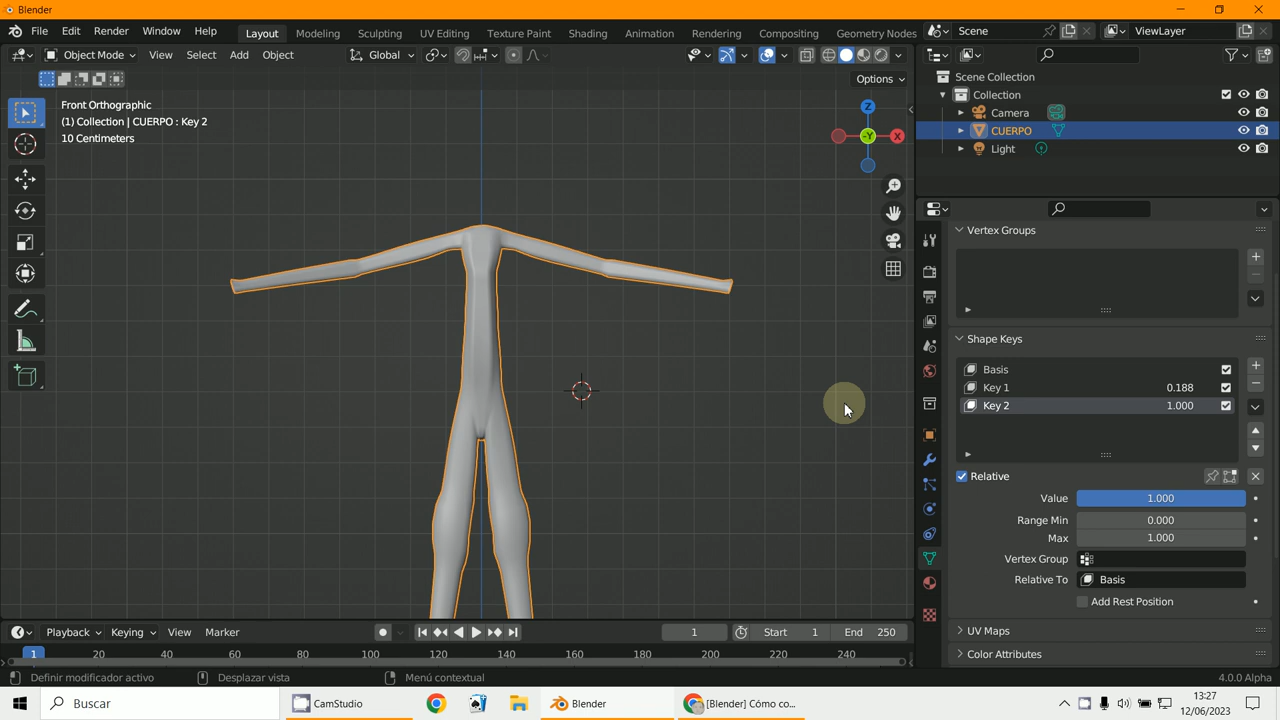 Blender
File Edit Render Window Help Layout Modeling Sculpting UV Editing Texture Paint Shading Animation Rendering Compositing Geometry Nodes Scene ViewLayer
Object Mode View Select Add Object Global
Options
Front Orthographic
(1) Collection | CUERPO : Key 2
10 Centimeters
Z
-Y
X
Scene Collection
Collection
Camera
CUERPO
Light
Vertex Groups
Shape Keys
Basis
Key 1 0.188
Key 2 1.000
Relative
Value 1.000
Range Min 0.000
Max 1.000
Vertex Group
Relative To Basis
Add Rest Position
UV Maps
Color Attributes
Playback Keying View Marker 1 Start 1 End 250
1 20 40 60 80 100 120 140 160 180 200 220 240
Definir modificador activo Desplazar vista Menú contextual 4.0.0 Alpha
Buscar CamStudio Blender [Blender] Cómo co...
13:27
12/06/2023